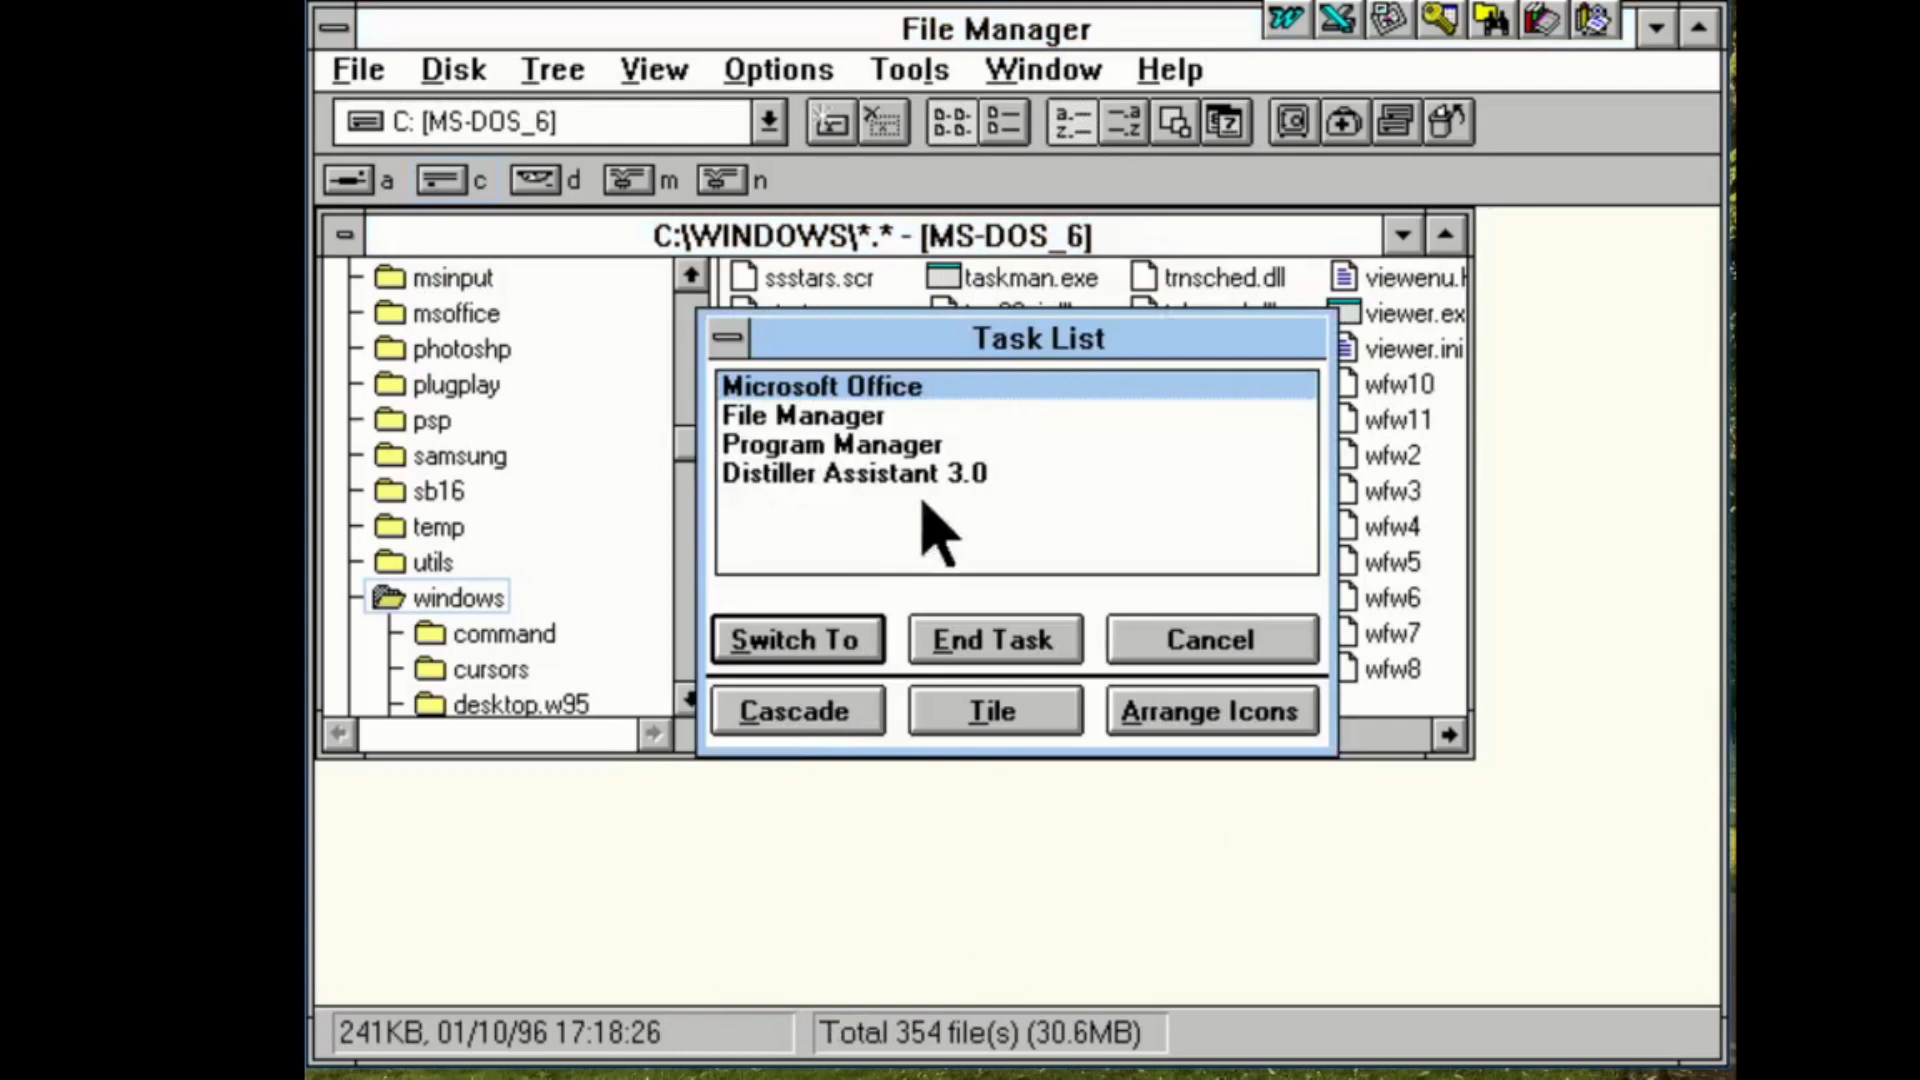 File Manager
File Disk Tree View Options Tools Window Help
C: [MS-DOS_6]
a c d m n
C:\WINDOWS\*.* - [MS-DOS_6]
msinput
msoffice
photoshp
plugplay
psp
samsung
sb16
temp
utils
windows
command
cursors
desktop.w95
ssstars.scr taskman.exe trnsched.dll viewenu.
viewer.ex
viewer.ini
wfw10
wfw11
wfw2
wfw3
wfw4
wfw5
wfw6
wfw7
wfw8
Task List
Microsoft Office
File Manager
Program Manager
Distiller Assistant 3.0
Switch To End Task Cancel
Cascade Tile Arrange Icons
241KB, 01/10/96 17:18:26 Total 354 file(s) (30.6MB)